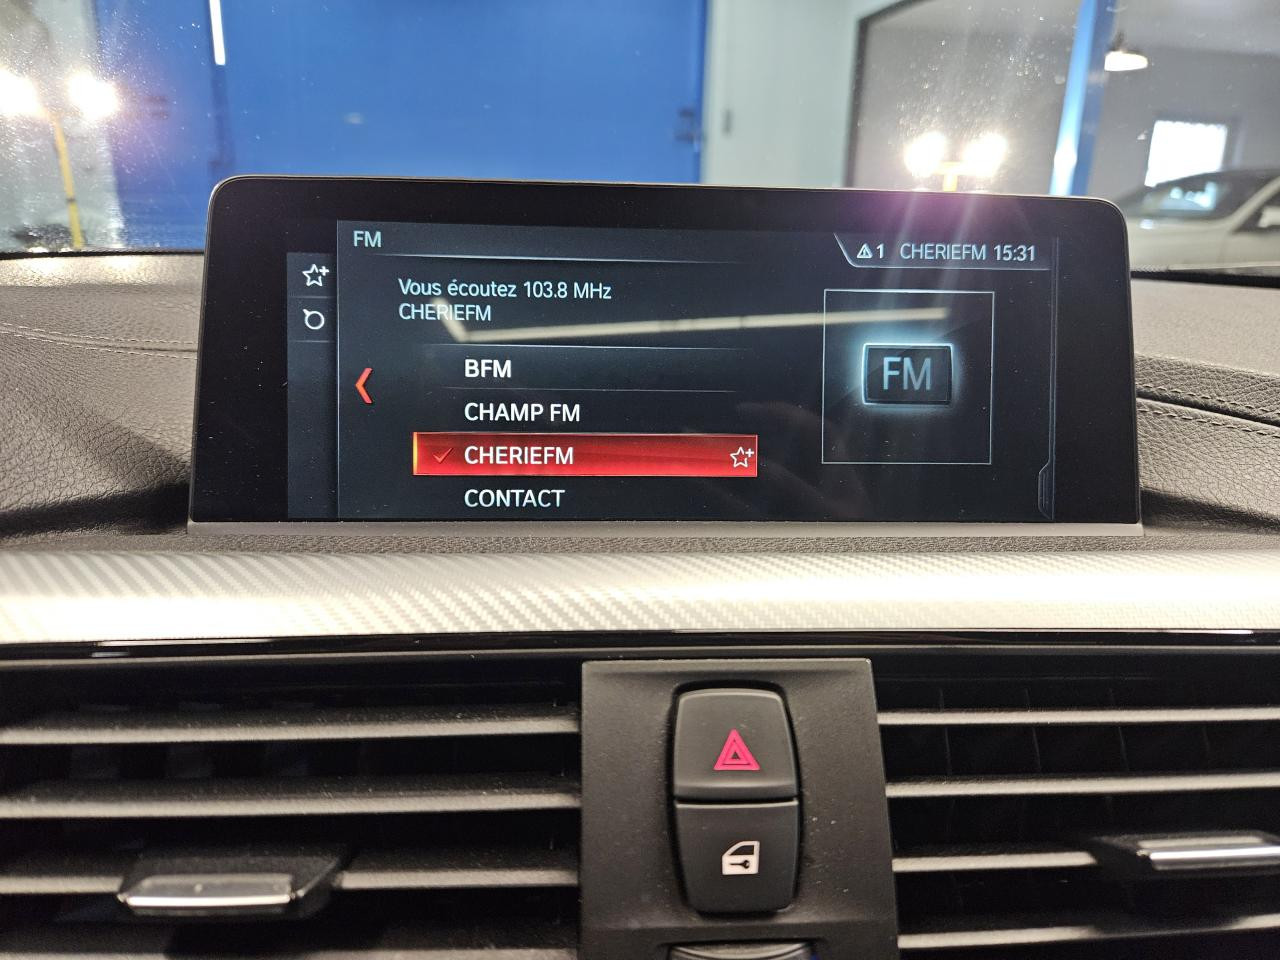 FM
1 CHERIEFM 15:31
Vous écoutez 103.8 MHz
CHERIEFM
BFM
CHAMP FM
CHERIEFM
CONTACT
FM